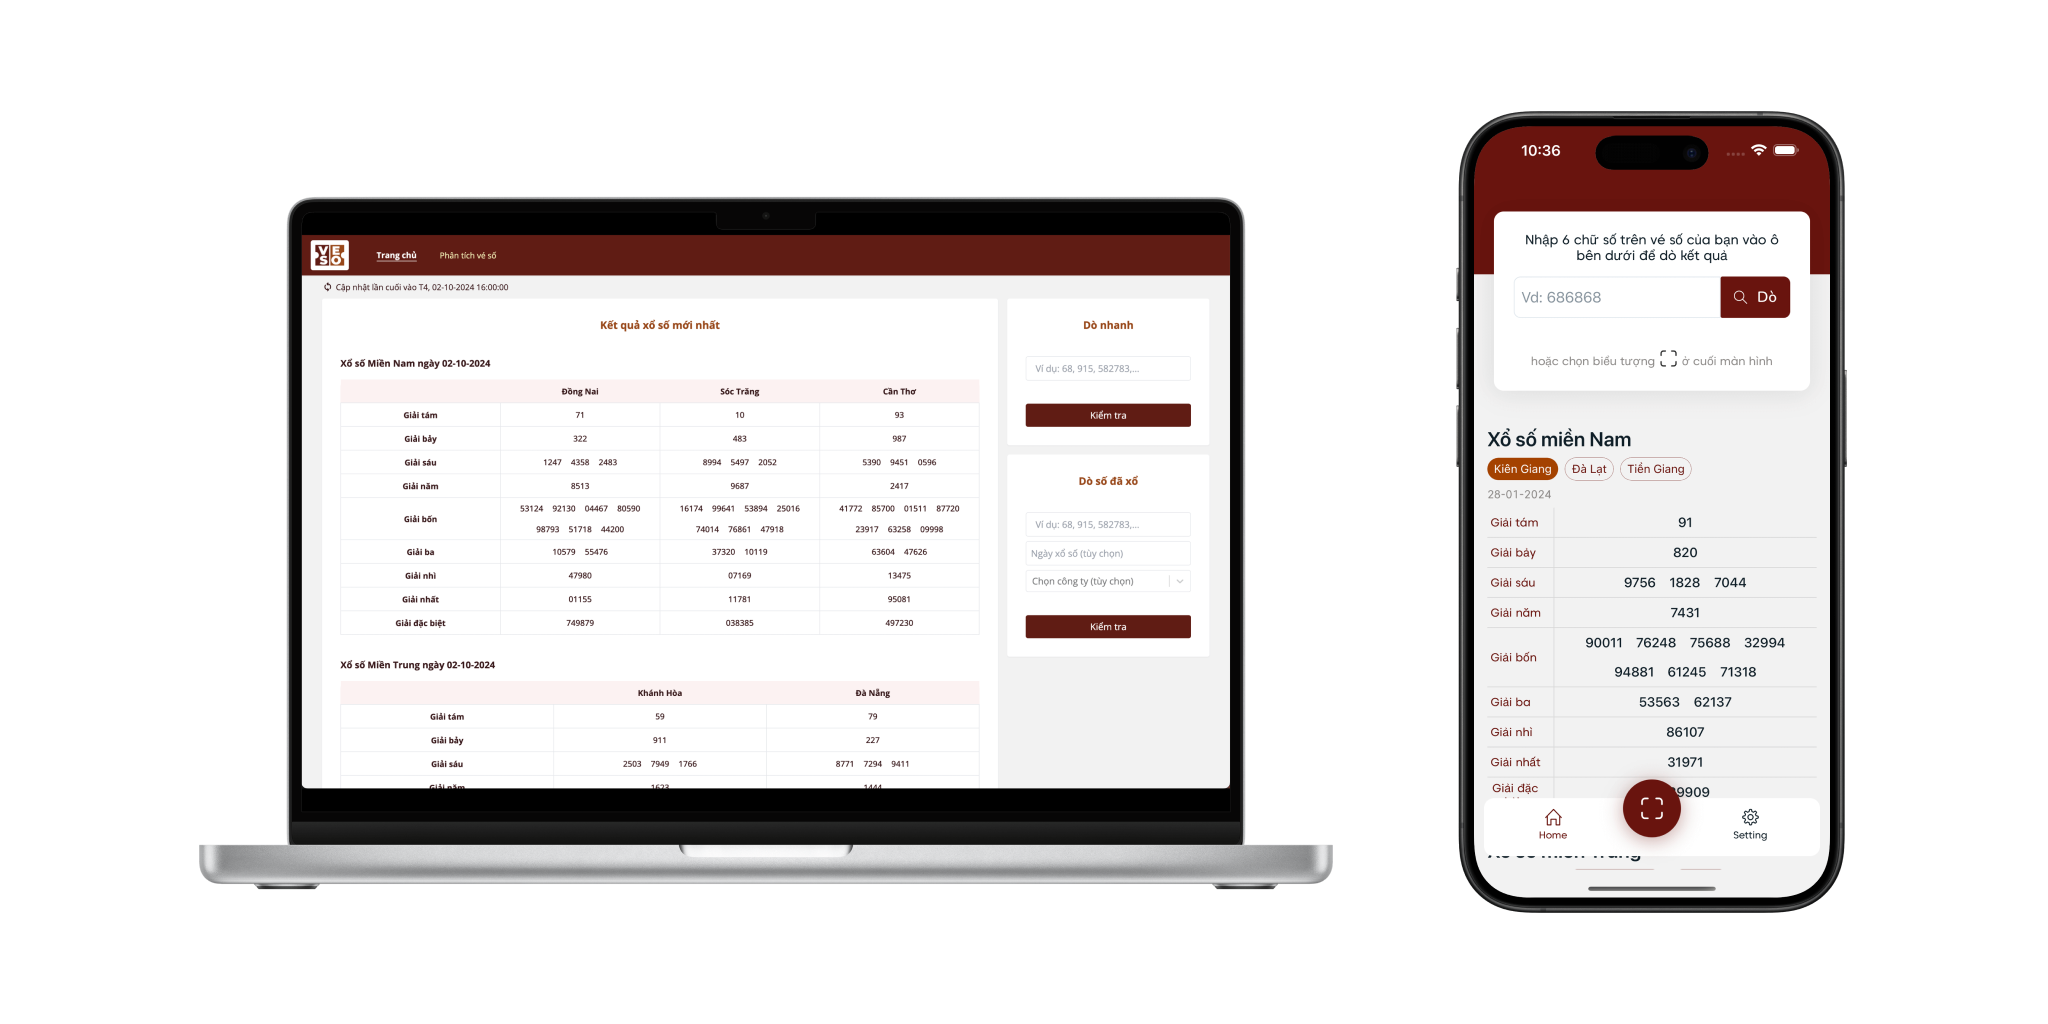 VE
SO
Trang chủ
Phân tích vé số
Cập nhật lần cuối vào T4, 02-10-2024 16:00:00
Kết quả xổ số mới nhất
Xổ số Miền Nam ngày 02-10-2024
Đồng Nai Sóc Trăng Cần Thơ
Giải tám 71 10 93
Giải bảy 322 483 987
Giải sáu 1247 4358 2483 8994 5497 2052 5390 9451 0596
Giải năm 8513 9687 2417
Giải bốn 53124 92130 04467 80590 16174 99641 53894 25016 41772 85700 01511 87720
98793 51718 44200 74014 76861 47918 23917 63258 09998
Giải ba 10579 55476 37320 10119 63604 47626
Giải nhì 47980 07169 13475
Giải nhất 01155 11781 95081
Giải đặc biệt 749879 038385 497230
Xổ số Miền Trung ngày 02-10-2024
Khánh Hòa Đà Nẵng
Giải tám 59 79
Giải bảy 911 227
Giải sáu 2503 7949 1766 8771 7294 9411
Giải năm 1623 1444
Dò nhanh
Ví dụ: 68, 915, 582783,...
Kiểm tra
Dò số đã xổ
Ví dụ: 68, 915, 582783,...
Ngày xổ số (tùy chọn)
Chọn công ty (tùy chọn)
Kiểm tra
10:36
Nhập 6 chữ số trên vé số của bạn vào ô
bên dưới để dò kết quả
Vd: 686868
Dò
hoặc chọn biểu tượng ở cuối màn hình
Xổ số miền Nam
Kiên Giang Đà Lạt Tiền Giang
28-01-2024
Giải tám 91
Giải bảy 820
Giải sáu 9756 1828 7044
Giải năm 7431
Giải bốn 90011 76248 75688 32994
94881 61245 71318
Giải ba 53563 62137
Giải nhì 86107
Giải nhất 31971
Giải đặc 9909
Home
Setting
Xổ số miền Trung